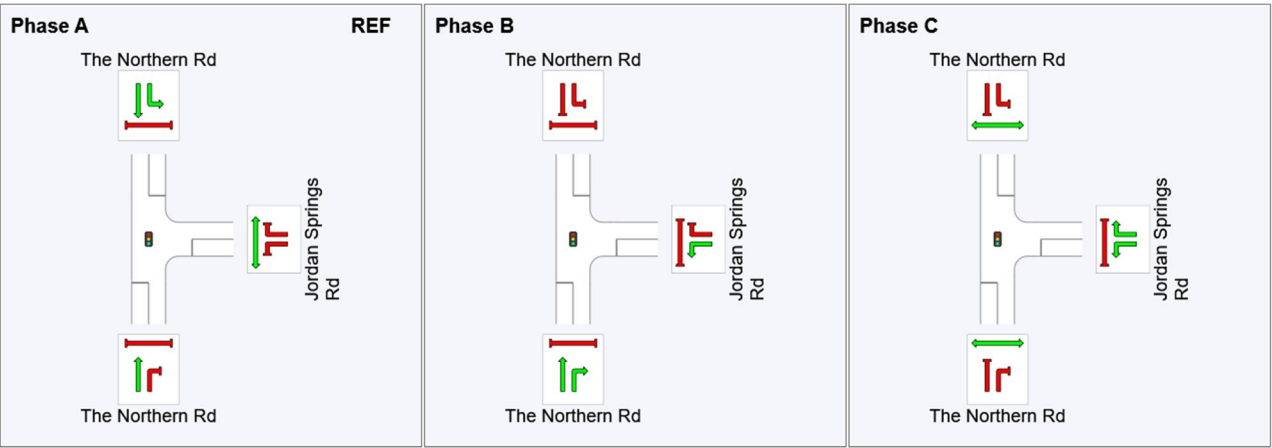 Phase A
REF
The Northern Rd
Jordan Springs
Rd
The Northern Rd
Phase B
The Northern Rd
Jordan Springs
Rd
The Northern Rd
Phase C
The Northern Rd
Jordan Springs
Rd
The Northern Rd